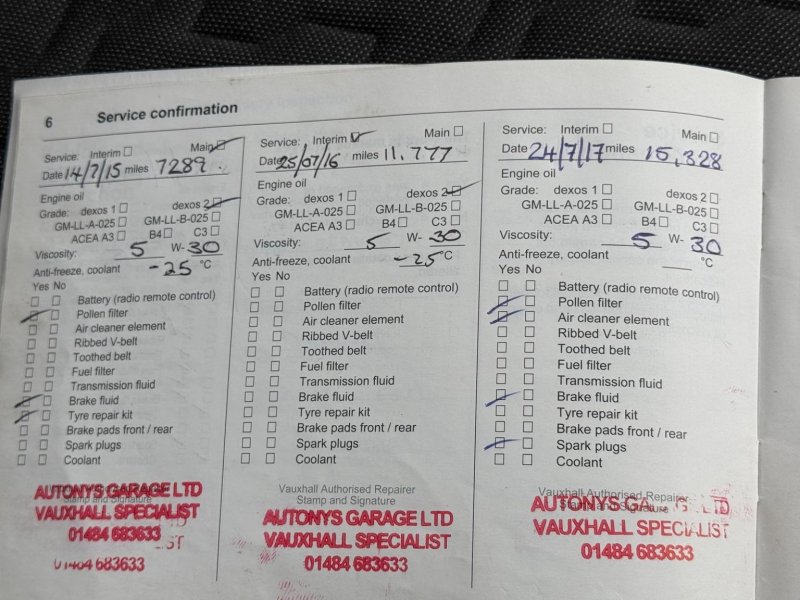 6 Service confirmation
Service: Interim Main
Date 14/7/15 miles 7289.
Engine oil
Grade: dexos 1 dexos 2
GM-LL-A-025 GM-LL-B-025
ACEA A3 B4 C3
Viscosity: 5 W-30
Anti-freeze, coolant -25 °C
Yes No
Battery (radio remote control)
Pollen filter
Air cleaner element
Ribbed V-belt
Toothed belt
Fuel filter
Transmission fluid
Brake fluid
Tyre repair kit
Brake pads front / rear
Spark plugs
Coolant
Stamp and Signature
AUTONYS GARAGE LTD
VAUXHALL SPECIALIST
01484 683633
01484 683633
Service: Interim Main
Date 25/07/16 miles 11,777
Engine oil
Grade: dexos 1 dexos 2
GM-LL-A-025 GM-LL-B-025
ACEA A3 B4 C3
Viscosity: 5 W- 30
Anti-freeze, coolant -25 °C
Yes No
Battery (radio remote control)
Pollen filter
Air cleaner element
Ribbed V-belt
Toothed belt
Fuel filter
Transmission fluid
Brake fluid
Tyre repair kit
Brake pads front / rear
Spark plugs
Coolant
Vauxhall Authorised Repairer
Stamp and Signature
AUTONYS GARAGE LTD
VAUXHALL SPECIALIST
01484 683633
Service: Interim Main
Date 24/7/17 miles 15,328
Engine oil
Grade: dexos 1 dexos 2
GM-LL-A-025 GM-LL-B-025
ACEA A3 B4 C3
Viscosity: 5 W- 30
Anti-freeze, coolant °C
Yes No
Battery (radio remote control)
Pollen filter
Air cleaner element
Ribbed V-belt
Toothed belt
Fuel filter
Transmission fluid
Brake fluid
Tyre repair kit
Brake pads front / rear
Spark plugs
Coolant
Vauxhall Authorised Repairer
Stamp and Signature
AUTONYS GARAGE LTD
VAUXHALL SPECIALIST
01484 683633